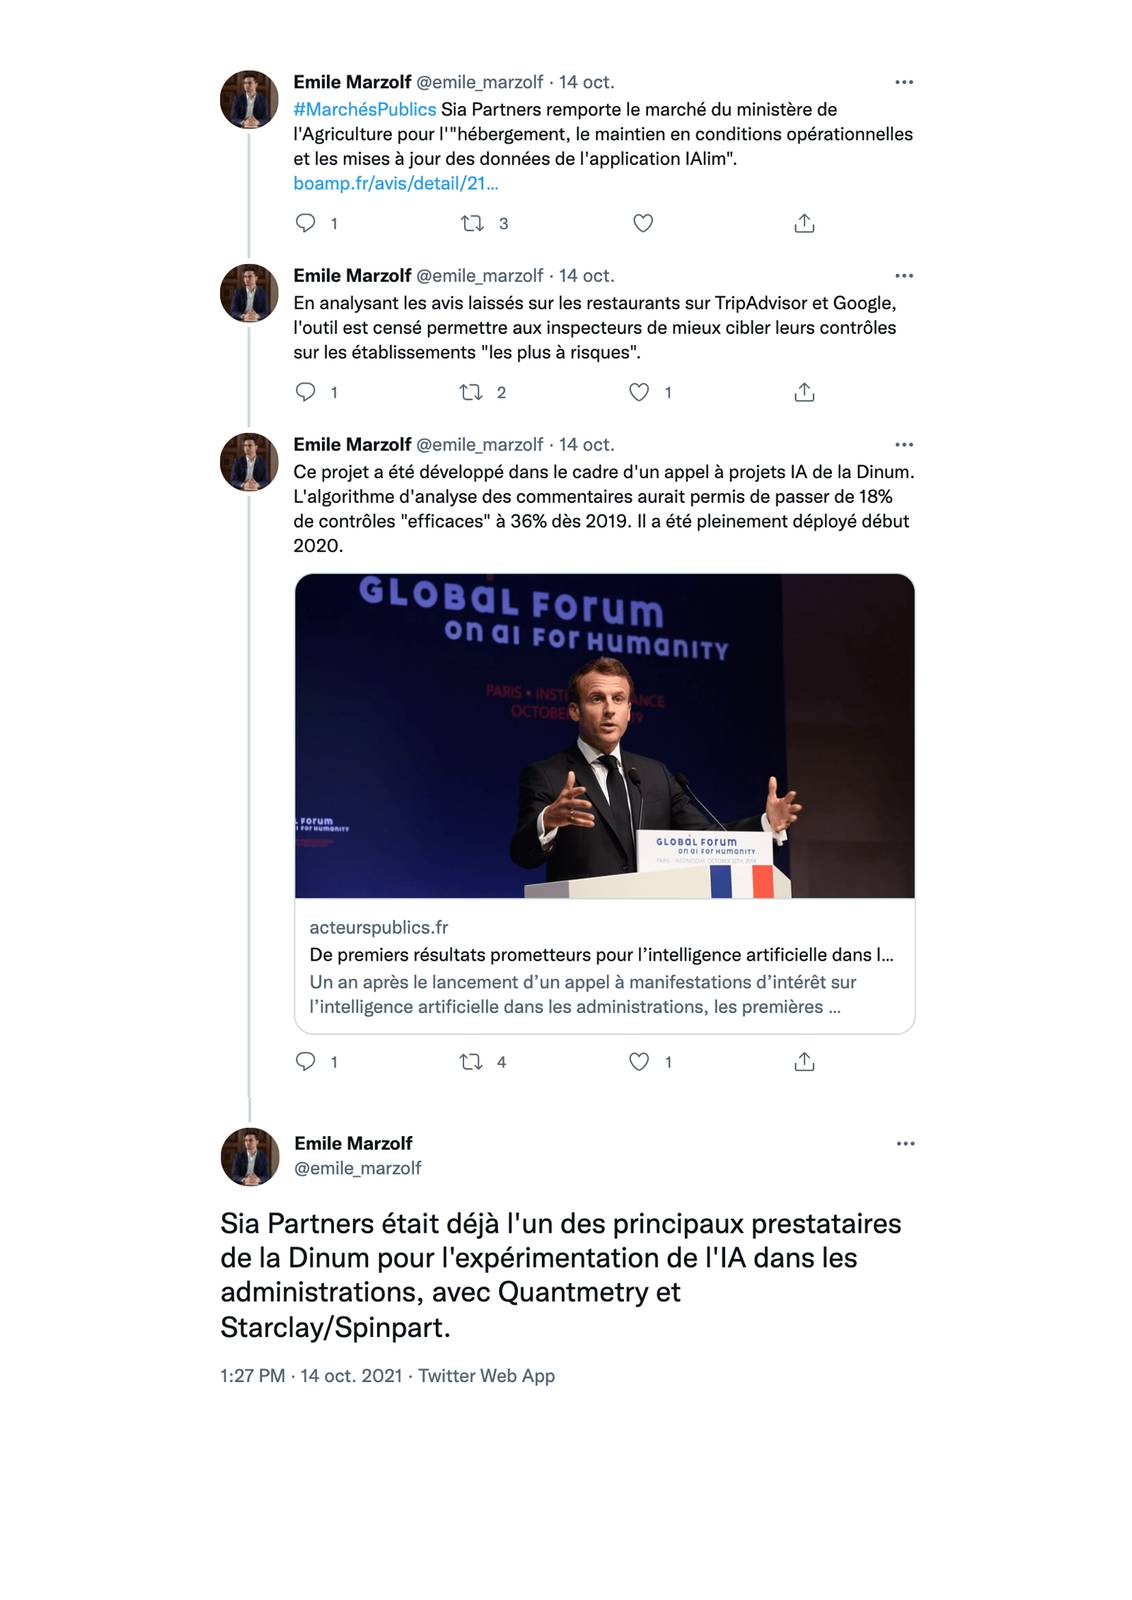 Emile Marzolf @emile_marzolf · 14 oct.
#MarchésPublics Sia Partners remporte le marché du ministère de
l'Agriculture pour l'"hébergement, le maintien en conditions opérationnelles
et les mises à jour des données de l'application IAlim".
boamp.fr/avis/detail/21...
1 3
Emile Marzolf @emile_marzolf · 14 oct.
En analysant les avis laissés sur les restaurants sur TripAdvisor et Google,
l'outil est censé permettre aux inspecteurs de mieux cibler leurs contrôles
sur les établissements "les plus à risques".
1 2 1
Emile Marzolf @emile_marzolf · 14 oct.
Ce projet a été développé dans le cadre d'un appel à projets IA de la Dinum.
L'algorithme d'analyse des commentaires aurait permis de passer de 18%
de contrôles "efficaces" à 36% dès 2019. Il a été pleinement déployé début
2020.
GLOBAL FORUM
on ai FOR HUMANITY
PARIS • INST ANCE
OCTOBE 19
FORUM
FOR HUMANITY
GLOBAL FORUM
on ai FOR HUMANITY
acteurspublics.fr
De premiers résultats prometteurs pour l’intelligence artificielle dans l...
Un an après le lancement d’un appel à manifestations d’intérêt sur
l’intelligence artificielle dans les administrations, les premières ...
1 4 1
Emile Marzolf
@emile_marzolf
Sia Partners était déjà l'un des principaux prestataires
de la Dinum pour l'expérimentation de l'IA dans les
administrations, avec Quantmetry et
Starclay/Spinpart.
1:27 PM · 14 oct. 2021 · Twitter Web App